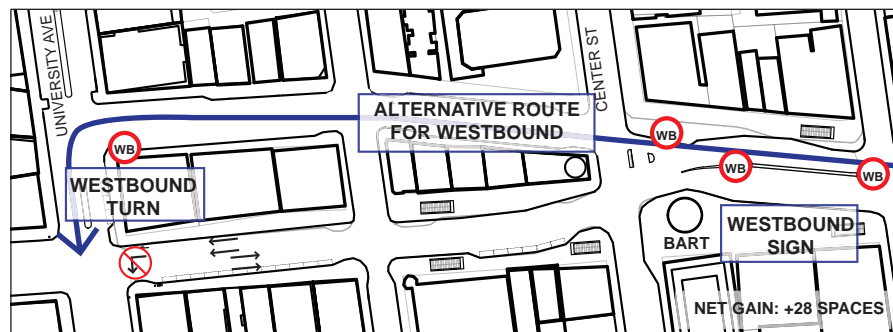 UNIVERSITY AVE
CENTER ST
ALTERNATIVE ROUTE
FOR WESTBOUND
WB
WB
WB
WB
WESTBOUND
TURN
WESTBOUND
SIGN
BART
NET GAIN: +28 SPACES